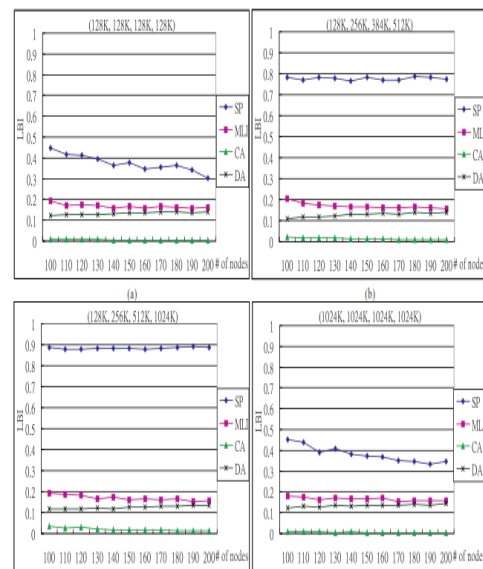 (128K, 128K, 128K, 128K)
1
0.9
0.8
0.7
0.6
0.5
0.4
0.3
0.2
0.1
0
LBI
SP
MLI
CA
DA
100 110 120 130 140 150 160 170 180 190 200 # of nodes
(a)
(128K, 256K, 384K, 512K)
1
0.9
0.8
0.7
0.6
0.5
0.4
0.3
0.2
0.1
0
LBI
SP
MLI
CA
DA
100 110 120 130 140 150 160 170 180 190 200 # of nodes
(b)
(128K, 256K, 512K, 1024K)
1
0.9
0.8
0.7
0.6
0.5
0.4
0.3
0.2
0.1
0
LBI
SP
MLI
CA
DA
100 110 120 130 140 150 160 170 180 190 200 # of nodes
(1024K, 1024K, 1024K, 1024K)
1
0.9
0.8
0.7
0.6
0.5
0.4
0.3
0.2
0.1
0
LBI
SP
MLI
CA
DA
100 110 120 130 140 150 160 170 180 190 200 # of nodes